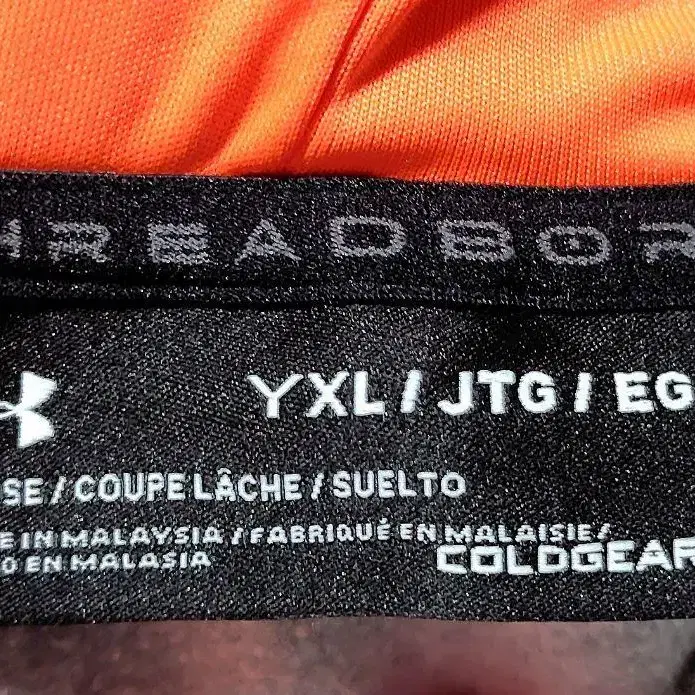 HREADBOR
YXL / JTG / EG
SE / COUPE LÂCHE / SUELTO
E IN MALAYSIA / FABRIQUÉ EN MALAISIE /
O EN MALASIA
COLDGEAR